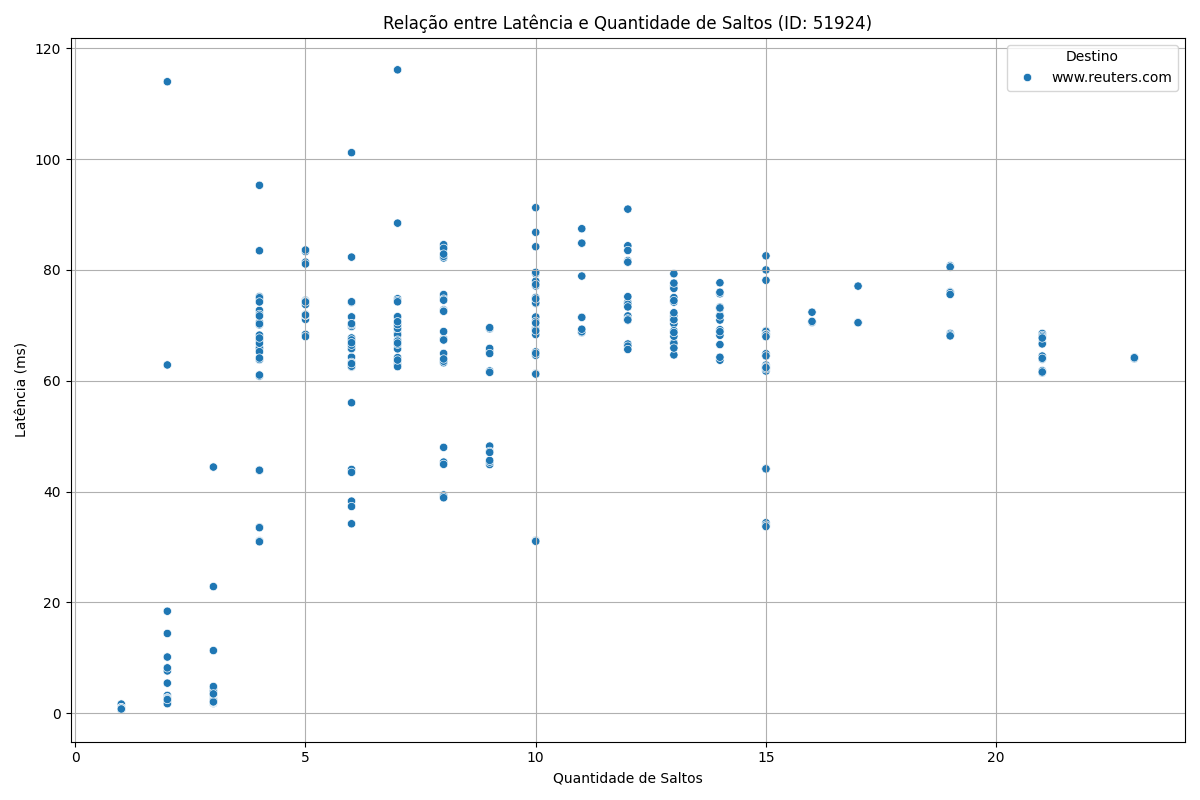 Relação entre Latência e Quantidade de Saltos (ID: 51924)
Destino
www.reuters.com
Latência (ms)
120
100
80
60
40
20
0
0 5 10 15 20
Quantidade de Saltos